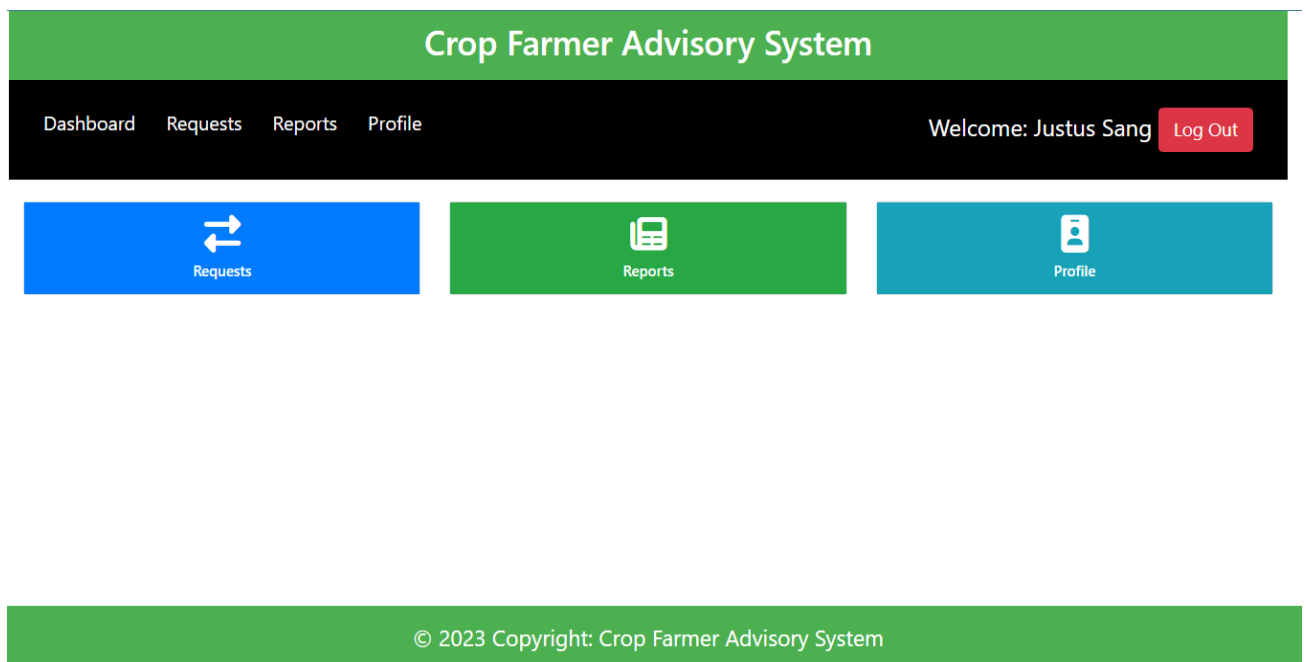 Crop Farmer Advisory System
Dashboard Requests Reports Profile Welcome: Justus Sang Log Out
Requests Reports Profile
© 2023 Copyright: Crop Farmer Advisory System